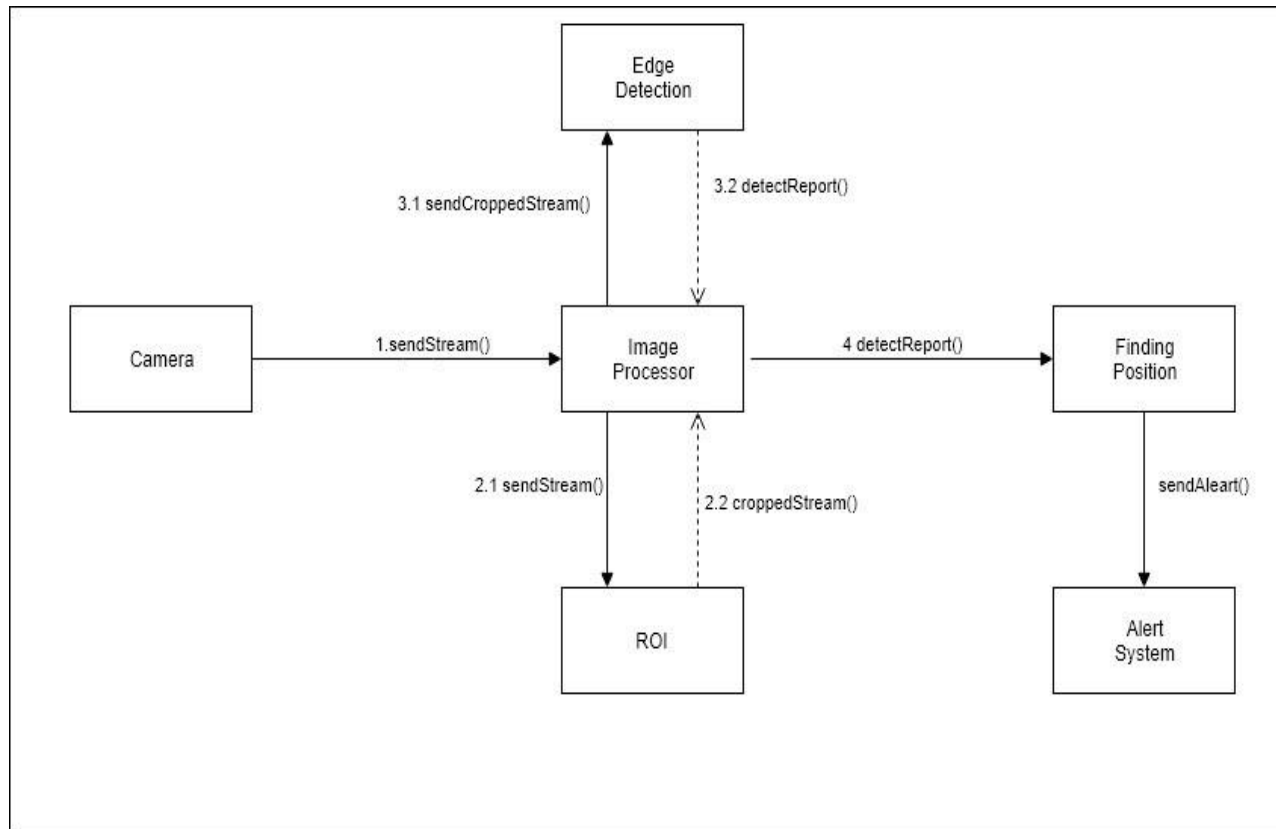 Edge
Detection
3.1 sendCroppedStream()
3.2 detectReport()
Camera
1.sendStream()
Image
Processor
4 detectReport()
Finding
Position
2.1 sendStream()
2.2 croppedStream()
sendAleart()
ROI
Alert
System